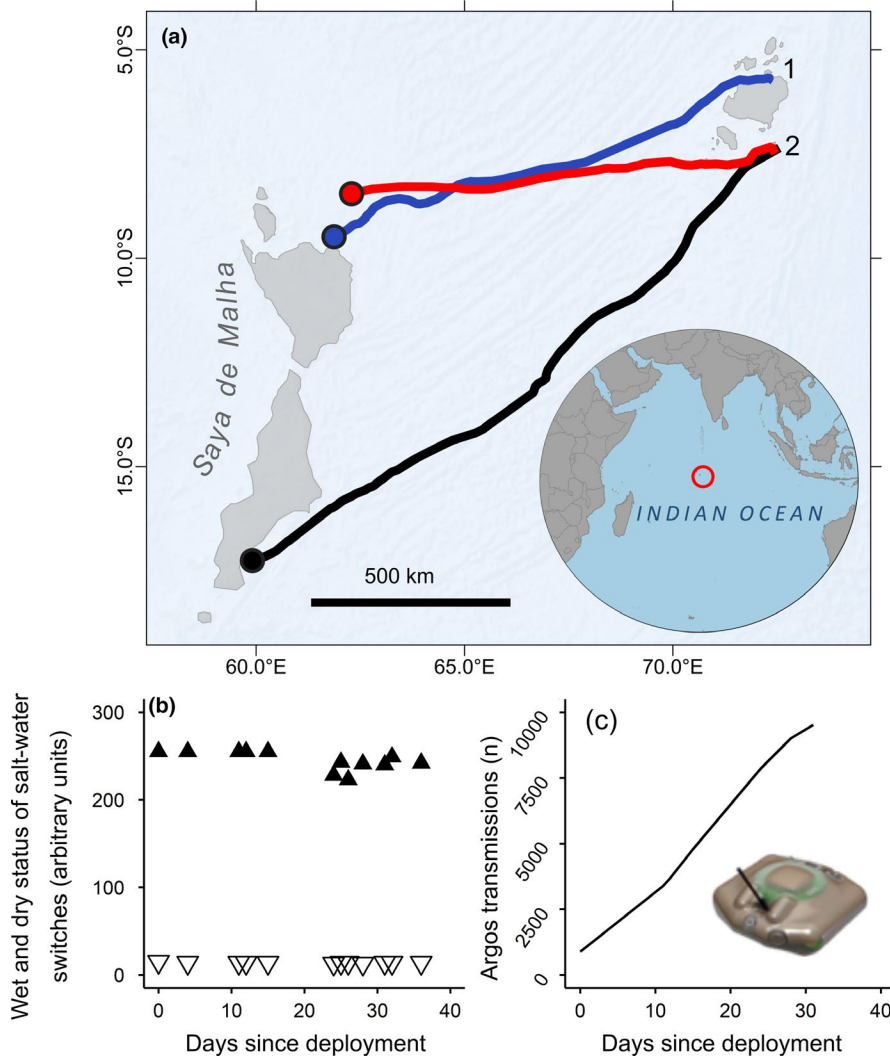 (a)
5.0°S
10.0°S
15.0°S
1
2
Saya de Malha
INDIAN OCEAN
500 km
60.0°E 65.0°E 70.0°E
(b)
Wet and dry status of salt-water
switches (arbitrary units)
300
200
100
0
0 10 20 30 40
Days since deployment
(c)
Argos transmissions (n)
10000
7500
5000
2500
0
0 10 20 30 40
Days since deployment